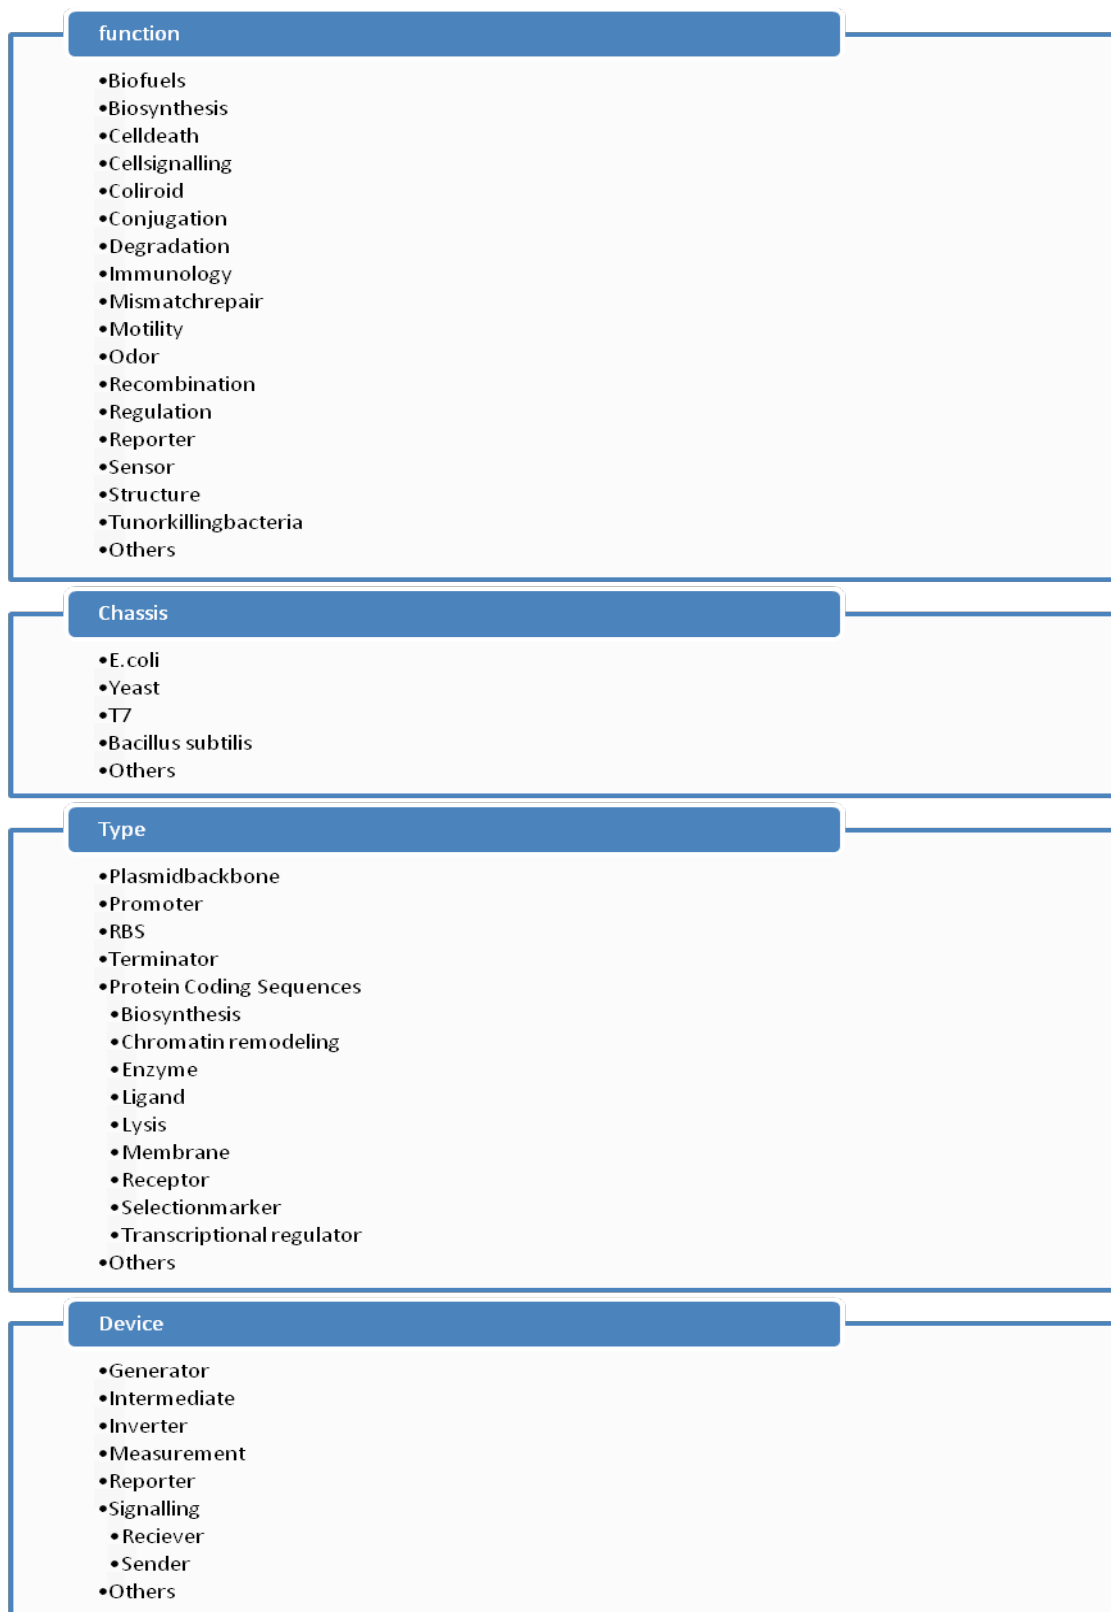 function
•Biofuels
•Biosynthesis
•Celldeath
•Cellsignalling
•Coliroid
•Conjugation
•Degradation
•Immunology
•Mismatchrepair
•Motility
•Odor
•Recombination
•Regulation
•Reporter
•Sensor
•Structure
•Tunorkillingbacteria
•Others
Chassis
•E.coli
•Yeast
•T7
•Bacillus subtilis
•Others
Type
•Plasmidbackbone
•Promoter
•RBS
•Terminator
•Protein Coding Sequences
•Biosynthesis
•Chromatin remodeling
•Enzyme
•Ligand
•Lysis
•Membrane
•Receptor
•Selectionmarker
•Transcriptional regulator
•Others
Device
•Generator
•Intermediate
•Inverter
•Measurement
•Reporter
•Signalling
•Reciever
•Sender
•Others